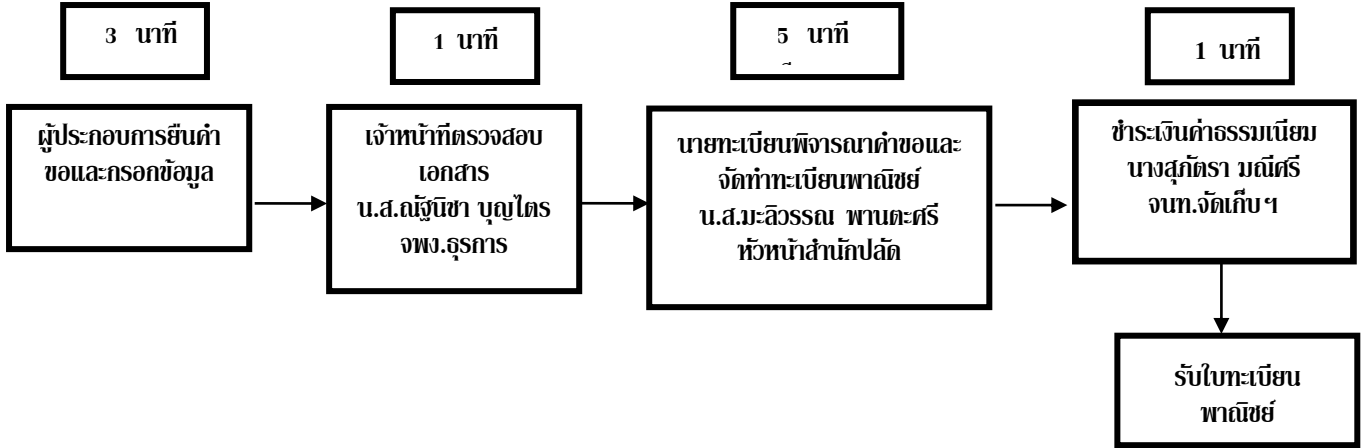 3 นาที
1 นาที
5 นาที
1 นาที
ผู้ประกอบการยืนคำ
ขอและกรอกข้อมูล
เจ้าหน้าทีตรวจสอบ
เอกสาร
น.ส.ณัฐนิชา บุญไตร
จพง.ธุรการ
นายทะเบียนพิจารณาคำขอและ
จัดทำทะเบียนพาณิชย์
น.ส.มะลิวรรณ พานตะศรี
หัวหน้าสำนักปลัด
ชำระเงินค่าธรรมเนียม
นางสุภัตรา มณีศรี
จนท.จัดเก็บฯ
รับใบทะเบียน
พาณิชย์